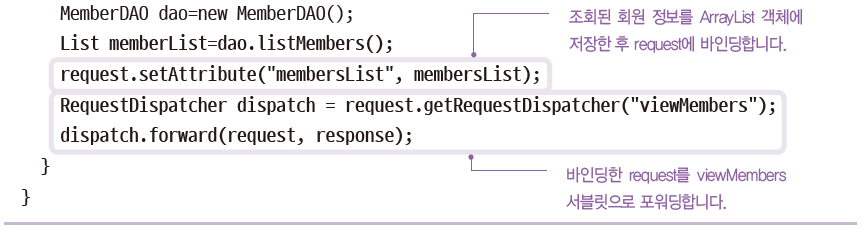 MemberDAO dao=new MemberDAO();
List memberList=dao.listMembers();
request.setAttribute("membersList", membersList);
RequestDispatcher dispatch = request.getRequestDispatcher("viewMembers");
dispatch.forward(request, response);
}
}
조회된 회원 정보를 ArrayList 객체에
저장한 후 request에 바인딩합니다.
바인딩한 request를 viewMembers
서블릿으로 포워딩합니다.